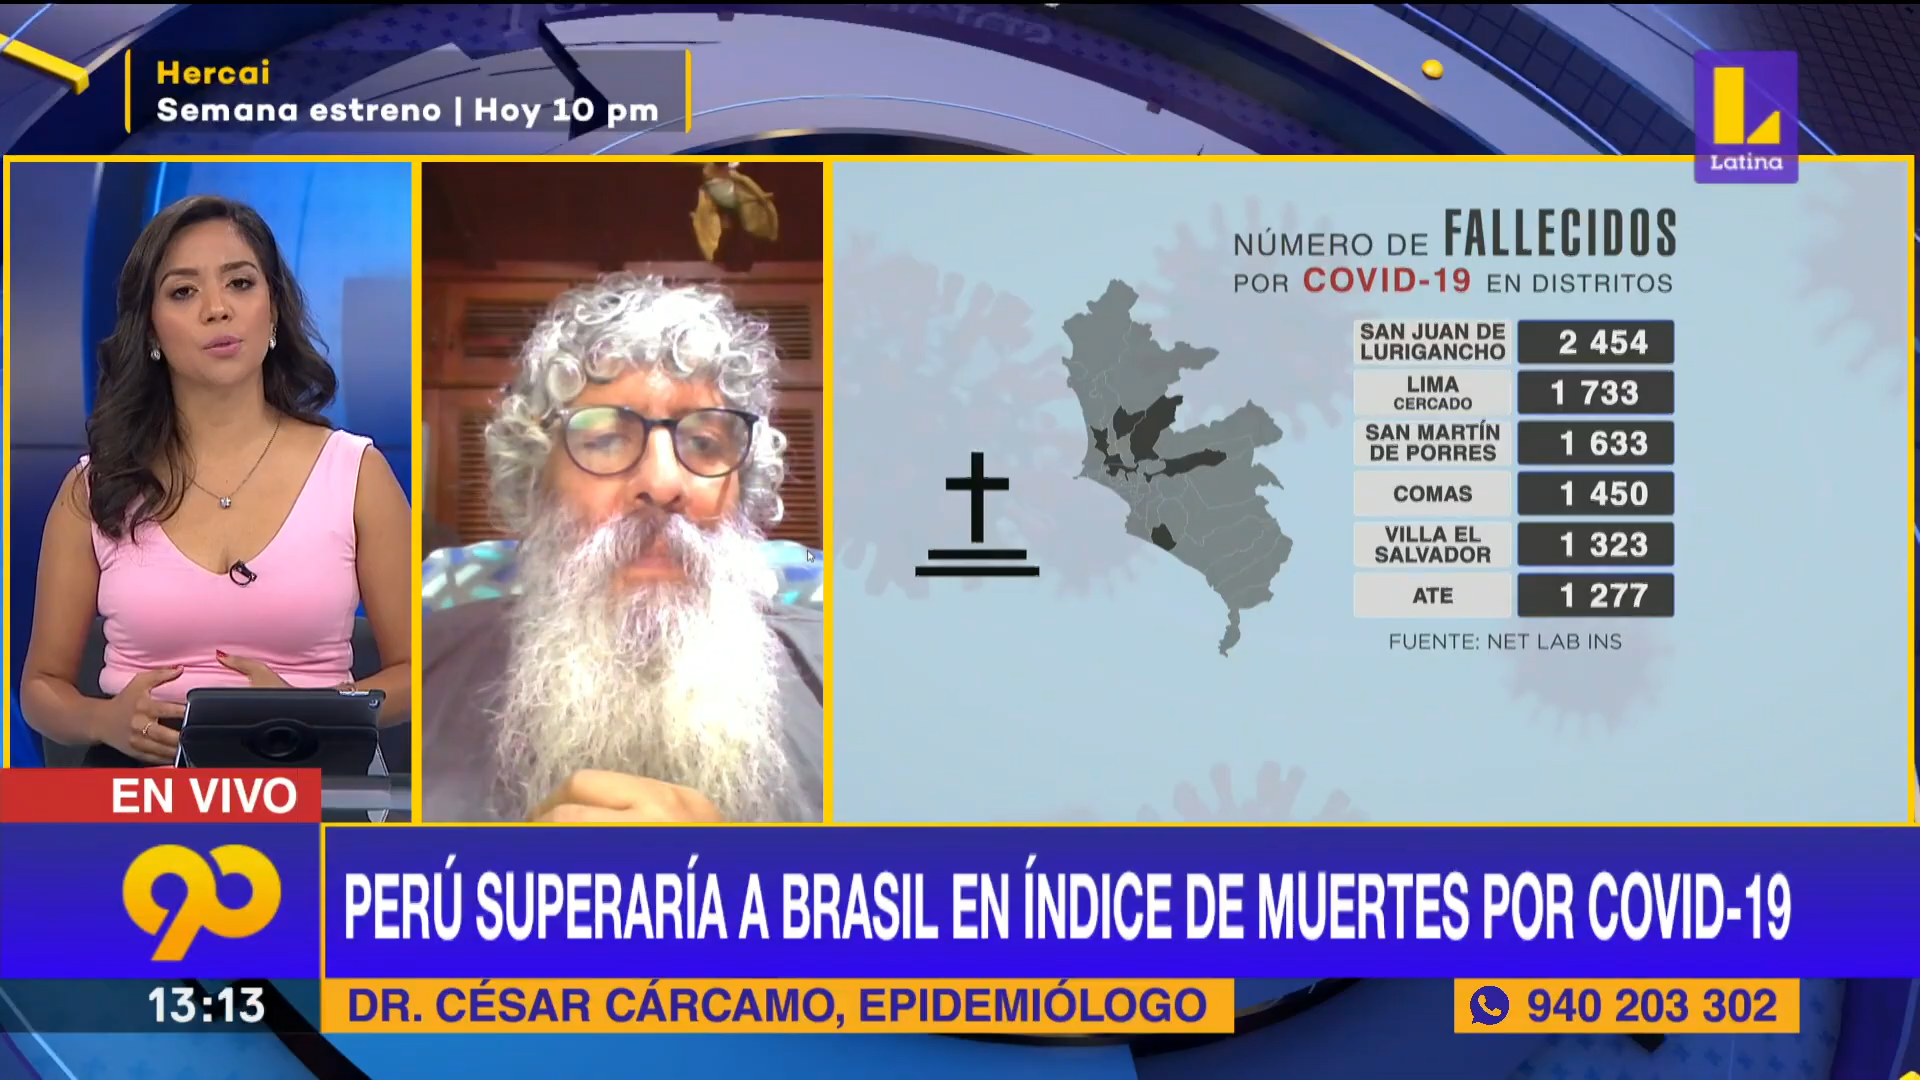 Hercai
Semana estreno | Hoy 10 pm
Latina
NÚMERO DE FALLECIDOS
POR COVID-19 EN DISTRITOS
SAN JUAN DE
LURIGANCHO
2 454
LIMA
CERCADO
1 733
SAN MARTÍN
DE PORRES
1 633
COMAS
1 450
VILLA EL
SALVADOR
1 323
ATE
1 277
FUENTE: NET LAB INS
EN VIVO
90
PERÚ SUPERARÍA A BRASIL EN ÍNDICE DE MUERTES POR COVID-19
13:13
DR. CÉSAR CÁRCAMO, EPIDEMIÓLOGO
940 203 302